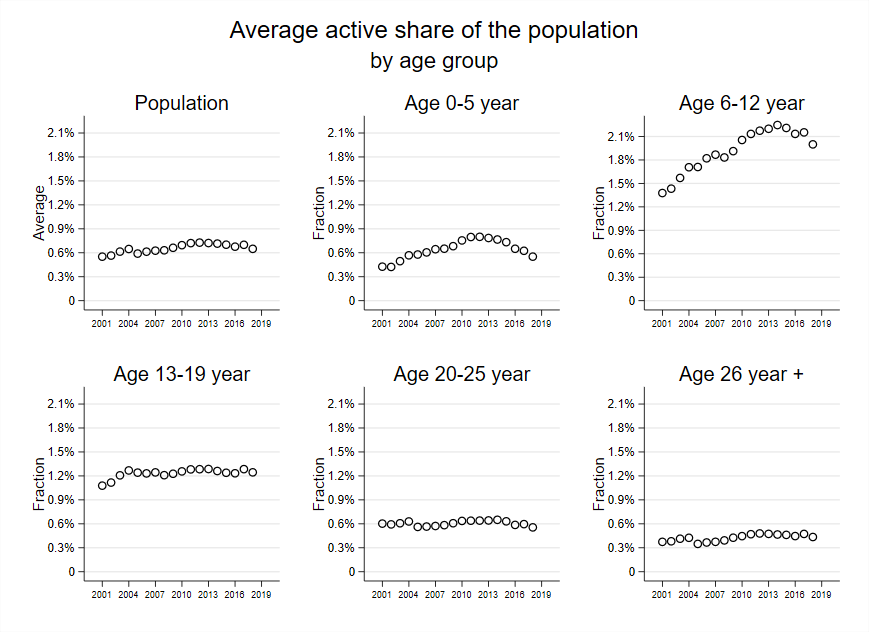 Average active share of the population
by age group
Population
Average
2.1%
1.8%
1.5%
1.2%
0.9%
0.6%
0.3%
0
2001 2004 2007 2010 2013 2016 2019
Age 0-5 year
Fraction
2.1%
1.8%
1.5%
1.2%
0.9%
0.6%
0.3%
0
2001 2004 2007 2010 2013 2016 2019
Age 6-12 year
Fraction
2.1%
1.8%
1.5%
1.2%
0.9%
0.6%
0.3%
0
2001 2004 2007 2010 2013 2016 2019
Age 13-19 year
Fraction
2.1%
1.8%
1.5%
1.2%
0.9%
0.6%
0.3%
0
2001 2004 2007 2010 2013 2016 2019
Age 20-25 year
Fraction
2.1%
1.8%
1.5%
1.2%
0.9%
0.6%
0.3%
0
2001 2004 2007 2010 2013 2016 2019
Age 26 year +
Fraction
2.1%
1.8%
1.5%
1.2%
0.9%
0.6%
0.3%
0
2001 2004 2007 2010 2013 2016 2019